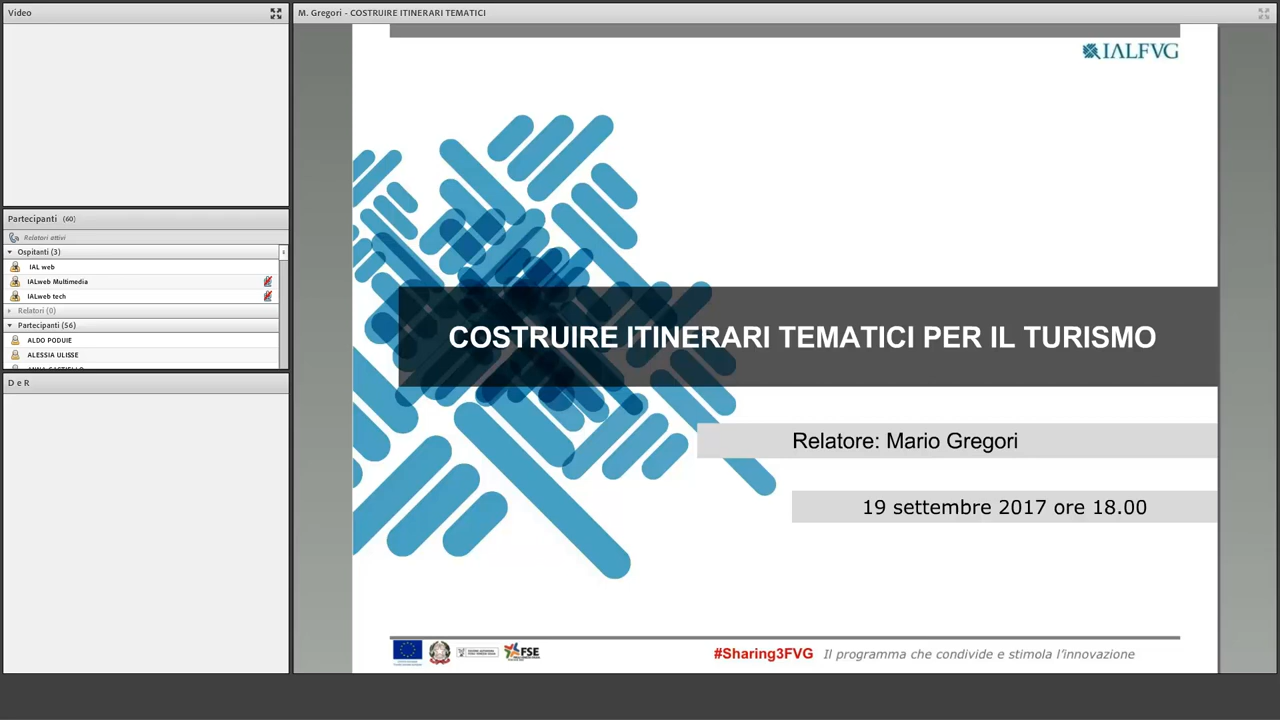 Video
M. Gregori - COSTRUIRE ITINERARI TEMATICI
IALFVG
Partecipanti (60)
Relatori attivi
Ospitanti (3)
IAL web
IALweb Multimedia
IALweb tech
Relatori (0)
Partecipanti (56)
ALDO PODUIE
ALESSIA ULISSE
D e R
COSTRUIRE ITINERARI TEMATICI PER IL TURISMO
Relatore: Mario Gregori
19 settembre 2017 ore 18.00
FSE
#Sharing3FVG Il programma che condivide e stimola l'innovazione